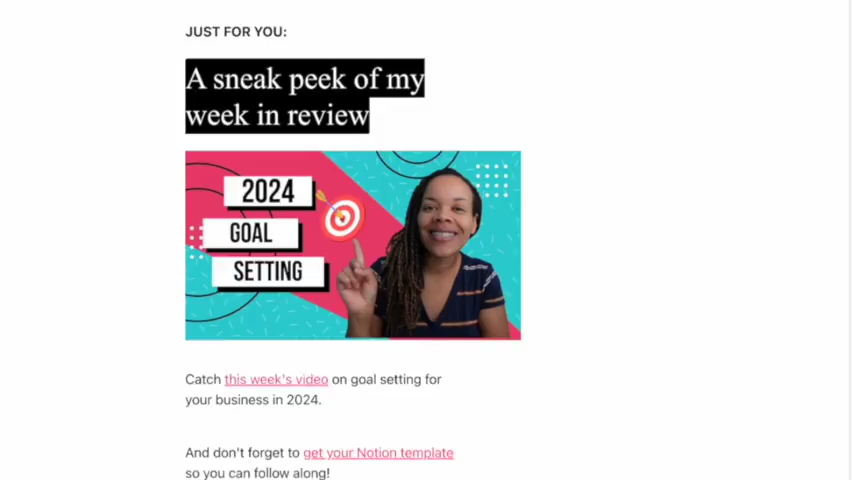 JUST FOR YOU:
A sneak peek of my
week in review
2024
GOAL
SETTING
Catch this week's video on goal setting for
your business in 2024.
And don't forget to get your Notion template
so you can follow along!